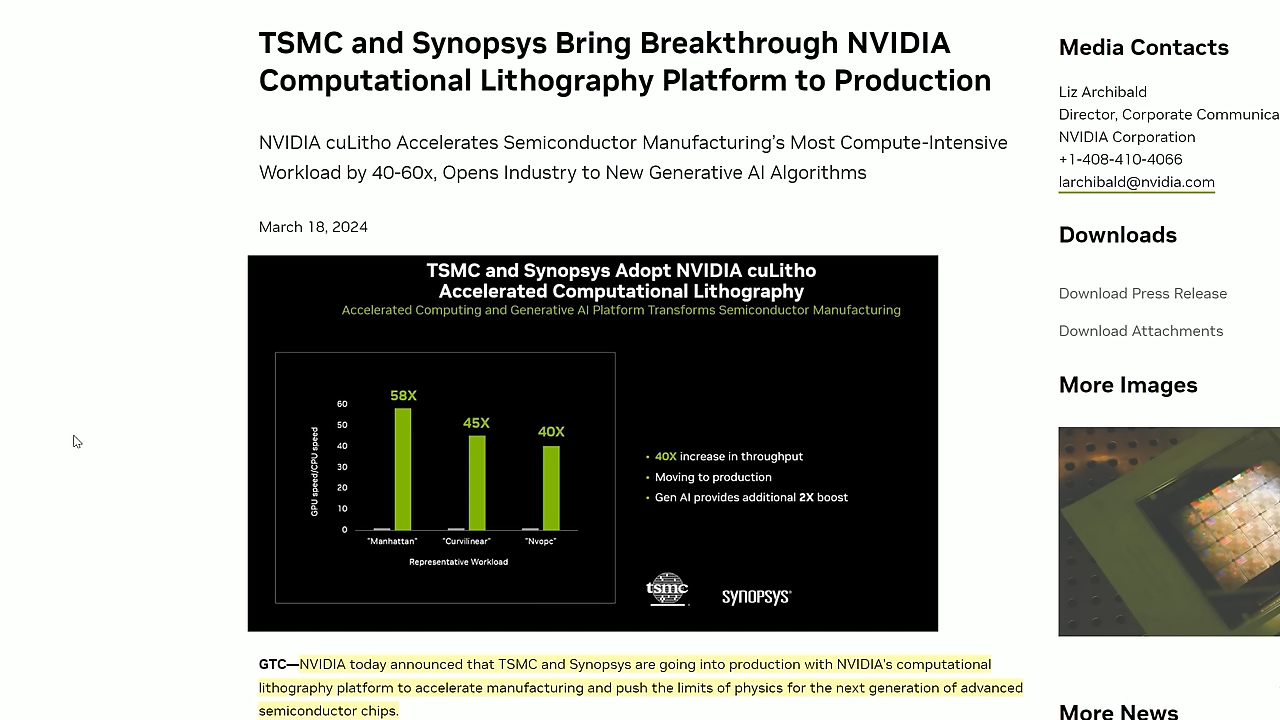 TSMC and Synopsys Bring Breakthrough NVIDIA
Computational Lithography Platform to Production
NVIDIA cuLitho Accelerates Semiconductor Manufacturing's Most Compute-Intensive
Workload by 40-60x, Opens Industry to New Generative AI Algorithms
March 18, 2024
TSMC and Synopsys Adopt NVIDIA cuLitho
Accelerated Computational Lithography
Accelerated Computing and Generative AI Platform Transforms Semiconductor Manufacturing
GPU speed/CPU speed
60
50
40
30
20
10
0
58X
45X
40X
"Manhattan" "Curvilinear" "Nvopc"
Representative Workload
• 40X increase in throughput
• Moving to production
• Gen AI provides additional 2X boost
tsmc
SYNOPSYS®
GTC—NVIDIA today announced that TSMC and Synopsys are going into production with NVIDIA's computational
lithography platform to accelerate manufacturing and push the limits of physics for the next generation of advanced
semiconductor chips.
Media Contacts
Liz Archibald
Director, Corporate Communica
NVIDIA Corporation
+1-408-410-4066
larchibald@nvidia.com
Downloads
Download Press Release
Download Attachments
More Images
More News